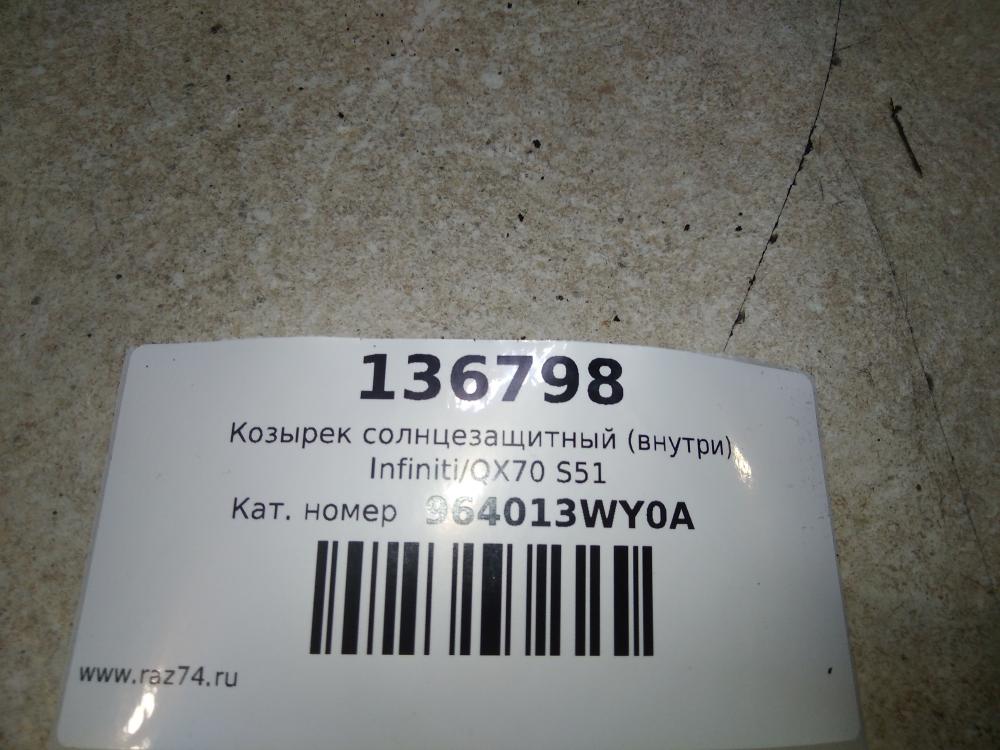 136798
Козырек солнцезащитный (внутри)
Infiniti/QX70 S51
Кат. номер 964013WY0A
www.raz74.ru